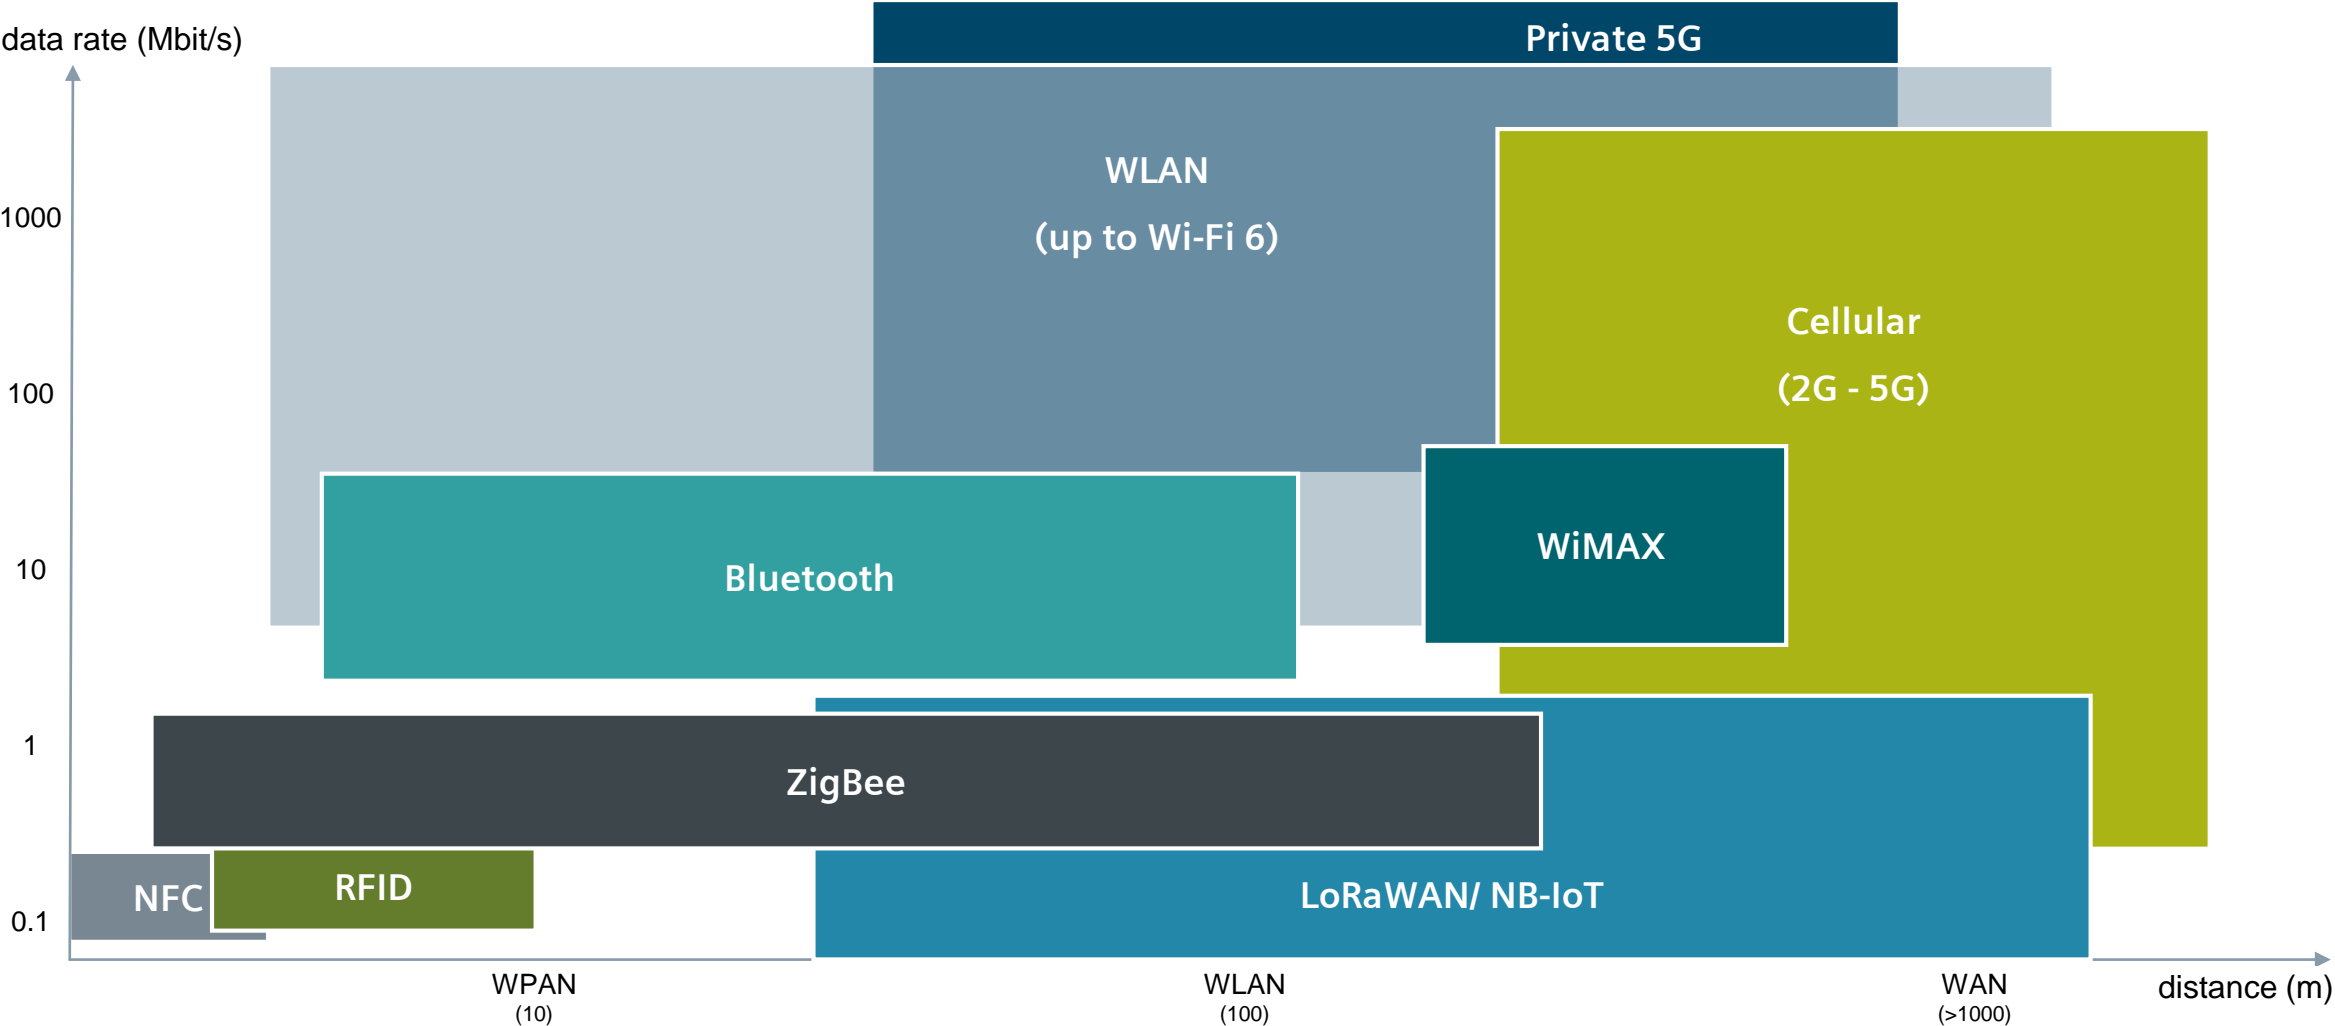 Private 5G
data rate (Mbit/s)
WLAN
(up to Wi-Fi 6)
1000
Cellular
(2G - 5G)
100
WiMAX
10
Bluetooth
1
ZigBee
RFID
NFC
LoRaWAN/ NB-IoT
0.1
WPAN
(10)
WLAN
(100)
WAN
(>1000)
distance (m)